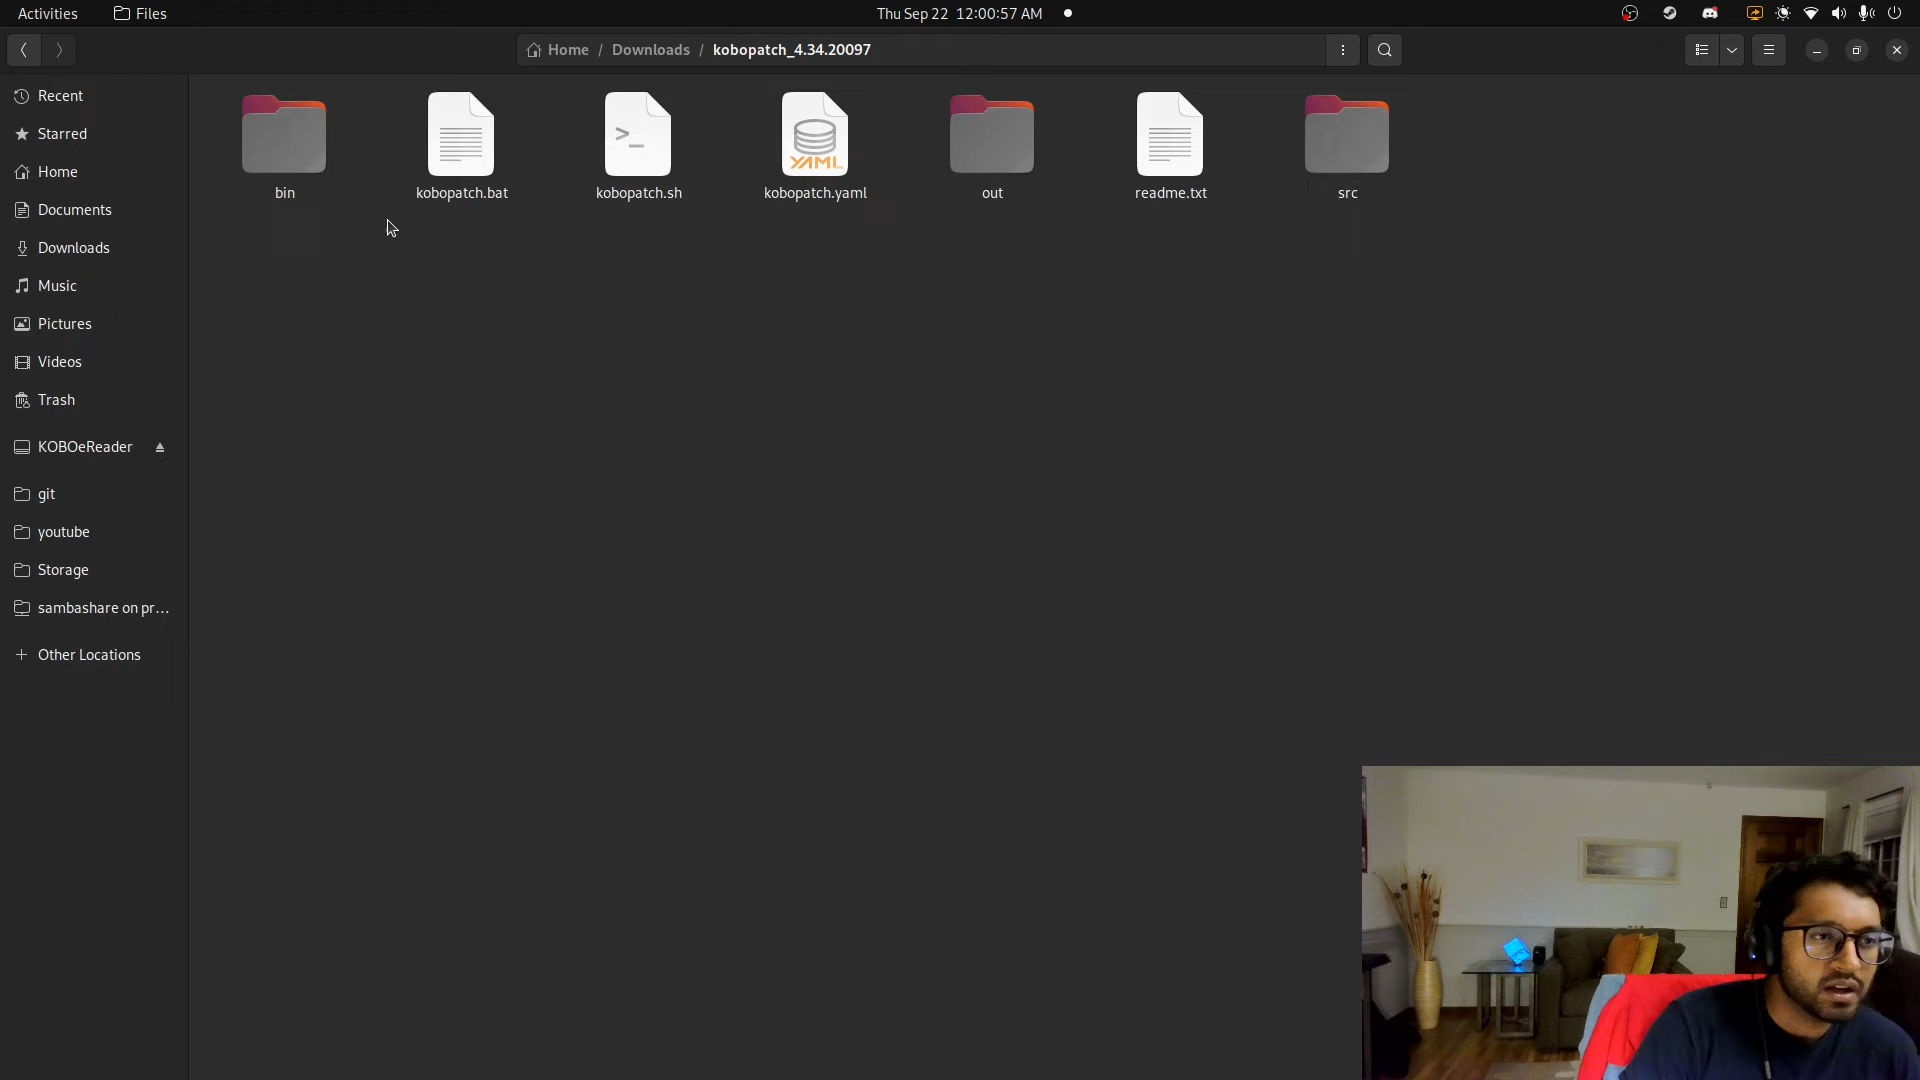 Activities
Files
Thu Sep 22 12:00:57 AM
Home / Downloads / kobopatch_4.34.20097
Recent
Starred
Home
Documents
Downloads
Music
Pictures
Videos
Trash
KOBOeReader
git
youtube
Storage
sambashare on pr…
+ Other Locations
bin
kobopatch.bat
>_
kobopatch.sh
YAML
kobopatch.yaml
out
readme.txt
src